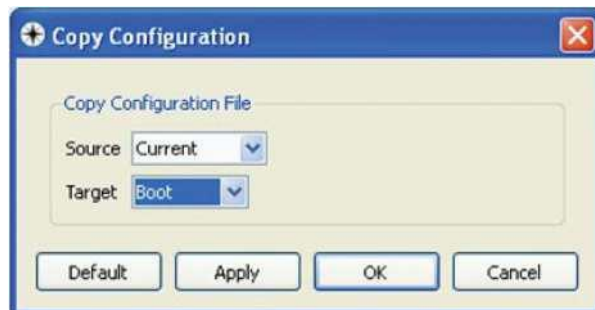 Copy Configuration
Copy Configuration File
Source Current
Target Boot
Default Apply OK Cancel